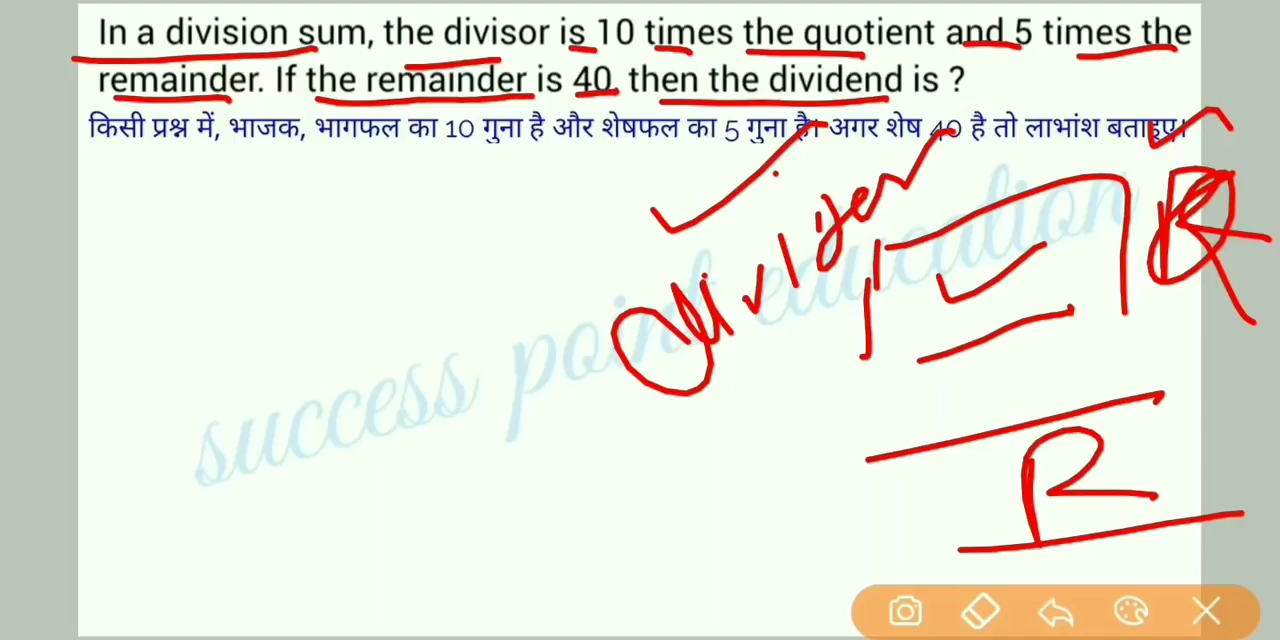 In a division sum, the divisor is 10 times the quotient and 5 times the
remainder. If the remainder is 40, then the dividend is ?
किसी प्रश्न में, भाजक, भागफल का 10 गुना है और शेषफल का 5 गुना है। अगर शेष 40 है तो लाभांश बताइए।
success point education
R